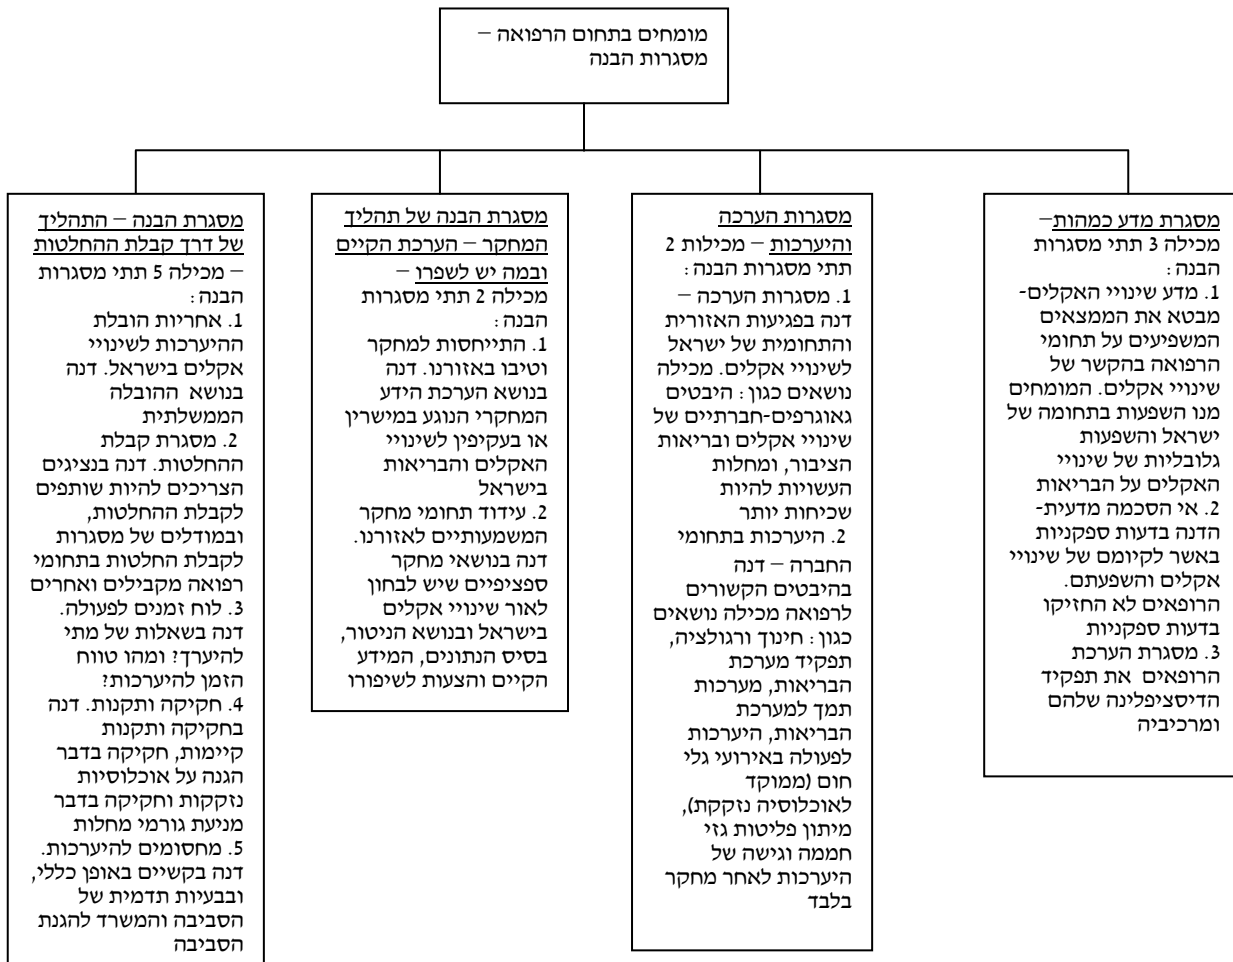 מומחים בתחום הרפואה –
מסגרות הבנה
מסגרת מדע כמהות–
מכילה 3 תתי מסגרות
הבנה:
1. מדע שינויי האקלים-
מבטא את הממצאים
המשפיעים על תחומי
הרפואה בהקשר של
שינויי אקלים. המומחים
מנו השפעות בתחומה של
ישראל והשפעות
גלובליות של שינויי
האקלים על הבריאות
2. אי הסכמה מדעית-
הדנה בדעות ספקניות
באשר לקיומם של שינויי
אקלים והשפעתם.
הרופאים לא החזיקו
בדעות ספקניות
3. מסגרת הערכת
הרופאים את תפקיד
הדיסציפלינה שלהם
ומרכיביה
מסגרות הערכה
והיערכות – מכילות 2
תתי מסגרות הבנה:
1. מסגרות הערכה –
דנה בפגיעות האזורית
והתחומית של ישראל
לשינויי אקלים. מכילה
נושאים כגון: היבטים
גאוגרפים-חברתיים של
שינויי אקלים ובריאות
הציבור, ומחלות
העשויות להיות
שכיחות יותר
2. היערכות בתחומי
החברה – דנה
בהיבטים הקשורים
לרפואה מכילה נושאים
כגון: חינוך ורגולציה,
תפקיד מערכת
הבריאות, מערכות
תמך למערכת
הבריאות, היערכות
לפעולה באירועי גלי
חום (ממוקד
לאוכלוסיה נזקקת),
מיתון פליטות גזי
חממה וגישה של
היערכות לאחר מחקר
בלבד
מסגרת הבנה של תהליך
המחקר – הערכת הקיים
ובמה יש לשפרו –
מכילה 2 תתי מסגרות
הבנה:
1. התייחסות למחקר
וטיבו באזורנו. דנה
בנושא הערכת הידע
המחקרי הנוגע במישרין
או בעקיפין לשינויי
האקלים והבריאות
בישראל
2. עידוד תחומי מחקר
המשמעותיים לאזורנו.
דנה בנושאי מחקר
ספציפיים שיש לבחון
לאור שינויי אקלים
בישראל ובנושא הניטור,
בסיס הנתונים, המידע
הקיים והצעות לשיפורו
מסגרת הבנה – התהליך
של דרך קבלת ההחלטות
– מכילה 5 תתי מסגרות
הבנה:
1. אחריות הובלת
ההיערכות לשינויי
אקלים בישראל. דנה
בנושא ההובלה
הממשלתית
2. מסגרת קבלת
ההחלטות. דנה בנציגים
הצריכים להיות שותפים
לקבלת ההחלטות,
ובמודלים של מסגרות
לקבלת החלטות בתחומי
רפואה מקבילים ואחרים
3. לוח זמנים לפעולה.
דנה בשאלות של מתי
להיערך? ומהו טווח
הזמן להיערכות?
4. חקיקה ותקנות. דנה
בחקיקה ותקנות
קיימות, חקיקה בדבר
הגנה על אוכלוסיות
נזקקות וחקיקה בדבר
מניעת גורמי מחלות
5. מחסומים להיערכות.
דנה בקשיים באופן כללי,
ובבעיות תדמית של
הסביבה והמשרד להגנת
הסביבה